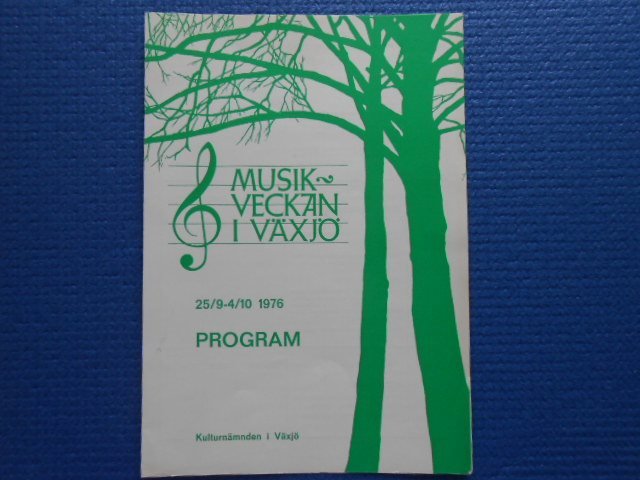 MUSIK~
VECKAN
I VÄXJÖ
25/9-4/10 1976
PROGRAM
Kulturnämnden i Växjö